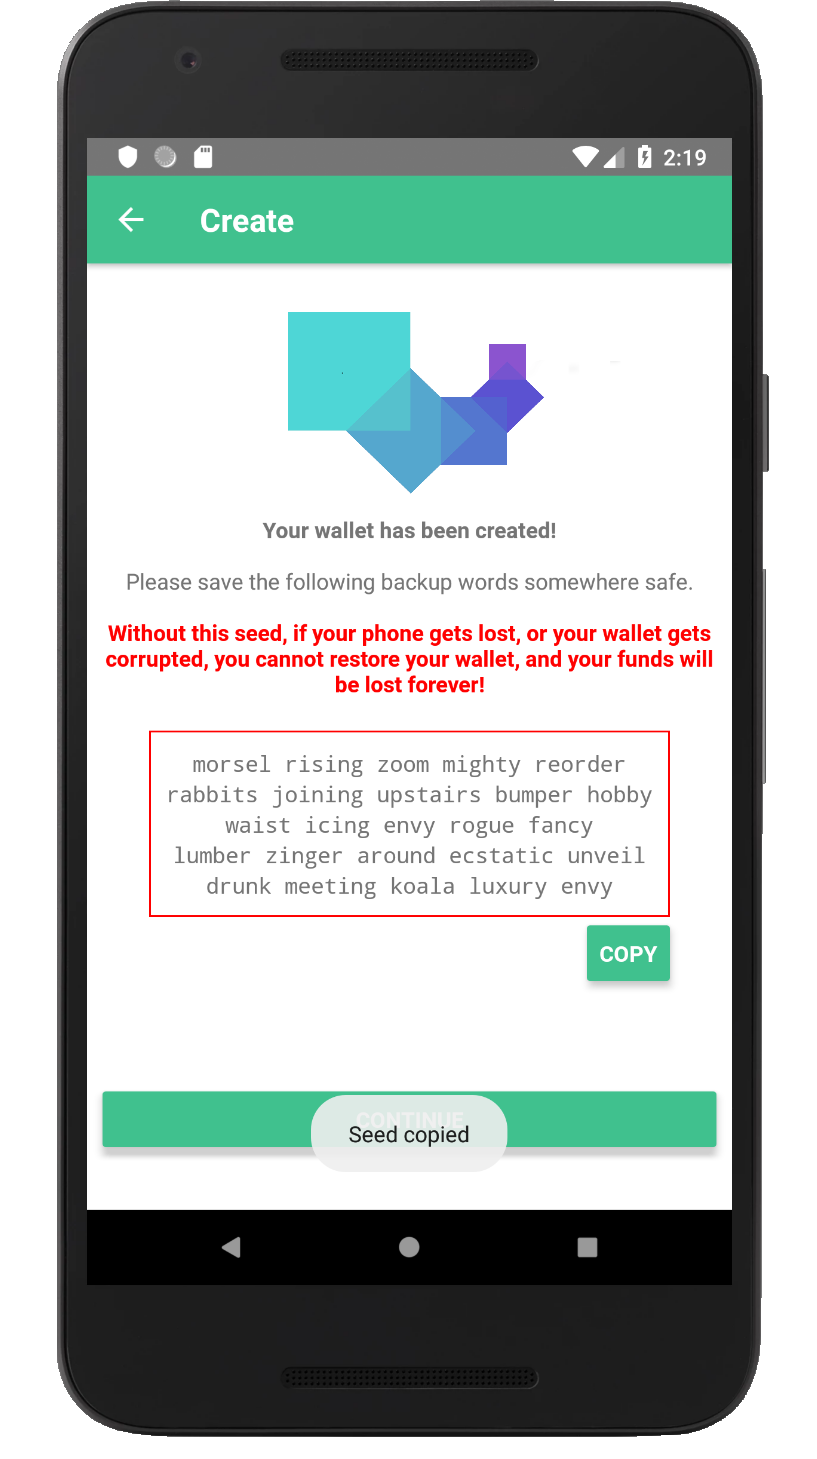 2:19
Create
Your wallet has been created!
Please save the following backup words somewhere safe.
Without this seed, if your phone gets lost, or your wallet gets
corrupted, you cannot restore your wallet, and your funds will
be lost forever!
morsel rising zoom mighty reorder
rabbits joining upstairs bumper hobby
waist icing envy rogue fancy
lumber zinger around ecstatic unveil
drunk meeting koala luxury envy
COPY
CONTINUE
Seed copied